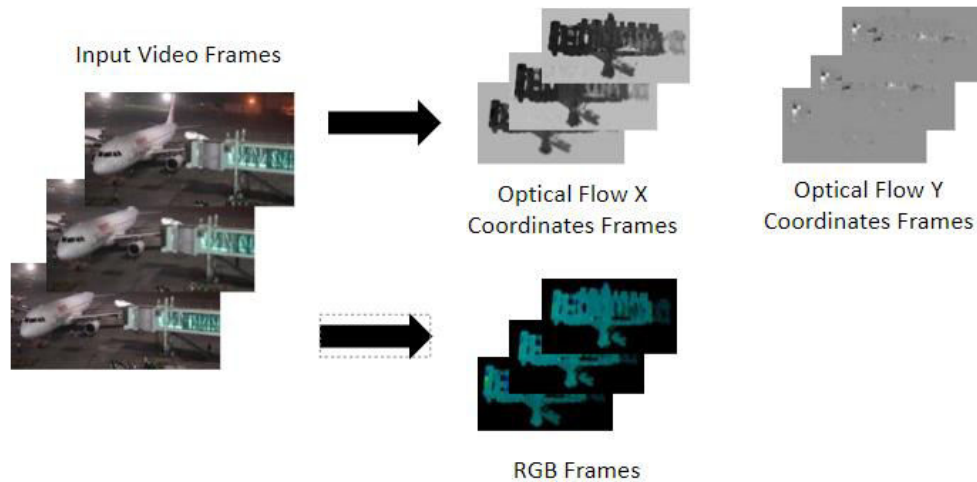 Input Video Frames
Optical Flow X
Coordinates Frames
Optical Flow Y
Coordinates Frames
RGB Frames